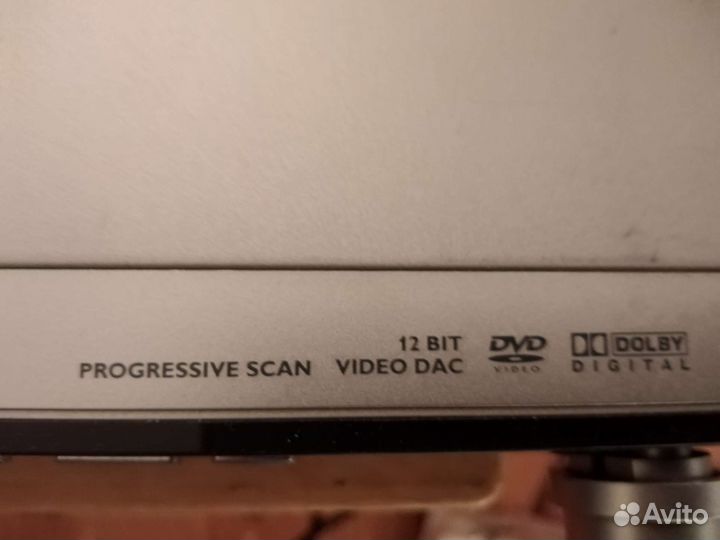 PROGRESSIVE SCAN
12 BIT
VIDEO DAC
DVD
VIDEO
DOLBY
DIGITAL
Avito